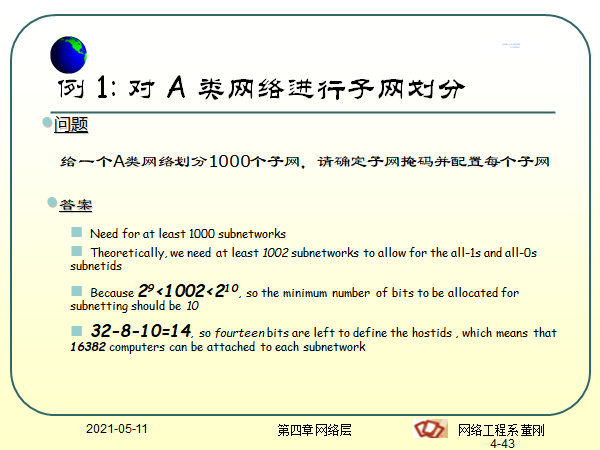 例 1: 对 A 类网络进行子网划分
问题
给一个A类网络划分1000个子网，请确定子网掩码并配置每个子网
答案
Need for at least 1000 subnetworks
Theoretically, we need at least 1002 subnetworks to allow for the all-1s and all-0s
subnetids
Because 2⁹<1002<2¹⁰, so the minimum number of bits to be allocated for
subnetting should be 10
32-8-10=14, so fourteen bits are left to define the hostids , which means that
16382 computers can be attached to each subnetwork
2021-05-11
第四章网络层
网络工程系董刚
4-43